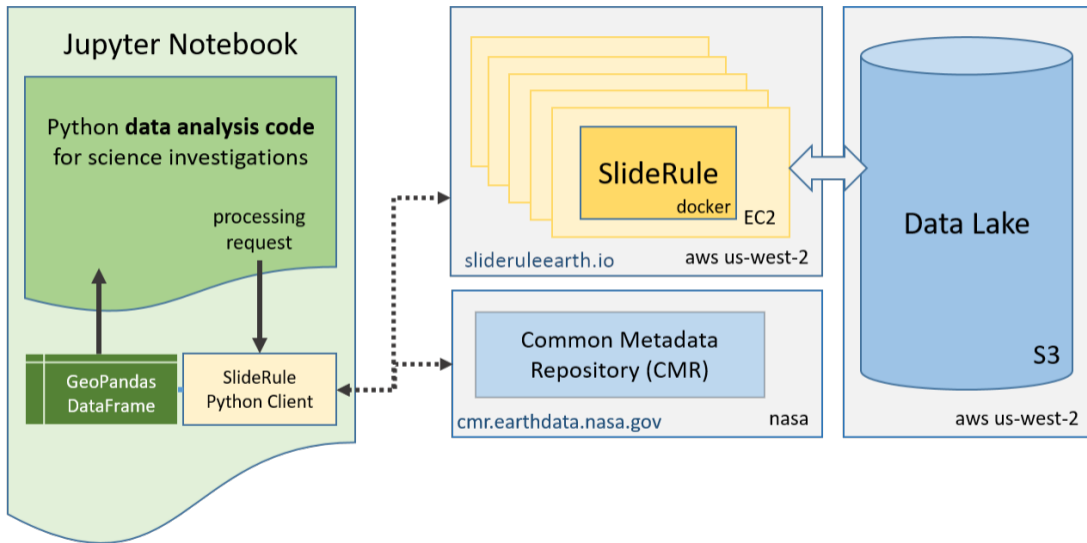 Jupyter Notebook
Python data analysis code
for science investigations
processing
request
GeoPandas
DataFrame
SlideRule
Python Client
SlideRule
docker
EC2
slideruleearth.io
aws us-west-2
Common Metadata
Repository (CMR)
cmr.earthdata.nasa.gov
nasa
Data Lake
S3
aws us-west-2